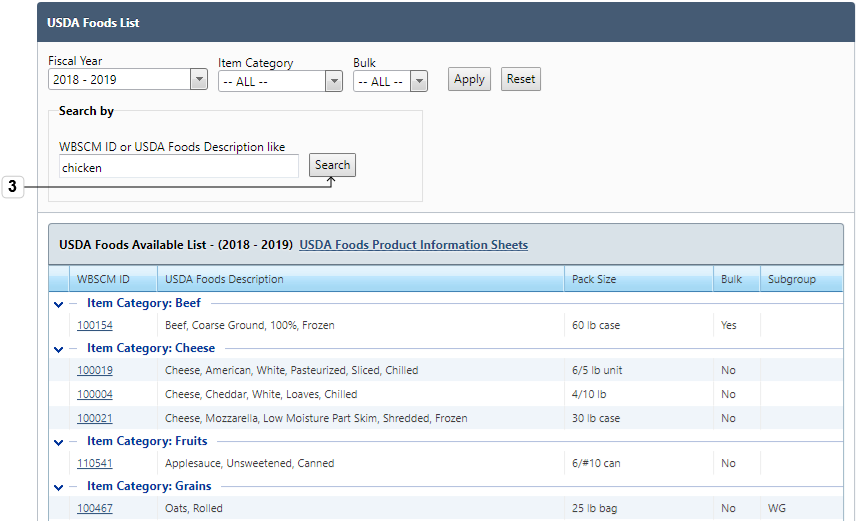 USDA Foods List
Fiscal Year Item Category Bulk
2018 - 2019 -- ALL -- -- ALL -- Apply Reset
Search by
WBSCM ID or USDA Foods Description like
chicken Search
3
USDA Foods Available List - (2018 - 2019) USDA Foods Product Information Sheets
WBSCM ID USDA Foods Description Pack Size Bulk Subgroup
Item Category: Beef
100154 Beef, Coarse Ground, 100%, Frozen 60 lb case Yes
Item Category: Cheese
100019 Cheese, American, White, Pasteurized, Sliced, Chilled 6/5 lb unit No
100004 Cheese, Cheddar, White, Loaves, Chilled 4/10 lb No
100021 Cheese, Mozzarella, Low Moisture Part Skim, Shredded, Frozen 30 lb case No
Item Category: Fruits
110541 Applesauce, Unsweetened, Canned 6/#10 can No
Item Category: Grains
100467 Oats, Rolled 25 lb bag No WG